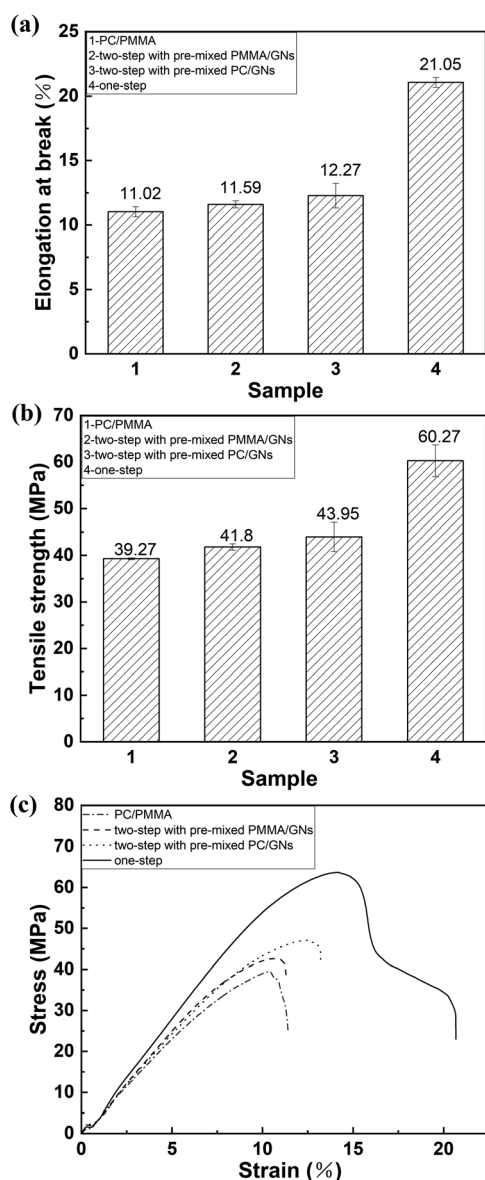 (a)
25
20
15
10
5
0
Elongation at break (%)
1-PC/PMMA
2-two-step with pre-mixed PMMA/GNs
3-two-step with pre-mixed PC/GNs
4-one-step
11.02
11.59
12.27
21.05
1 2 3 4
Sample
(b)
70
60
50
40
30
20
10
0
Tensile strength (MPa)
1-PC/PMMA
2-two-step with pre-mixed PMMA/GNs
3-two-step with pre-mixed PC/GNs
4-one-step
39.27
41.8
43.95
60.27
1 2 3 4
Sample
(c)
80
70
60
50
40
30
20
10
0
Stress (MPa)
PC/PMMA
two-step with pre-mixed PMMA/GNs
two-step with pre-mixed PC/GNs
one-step
0 5 10 15 20
Strain (%)